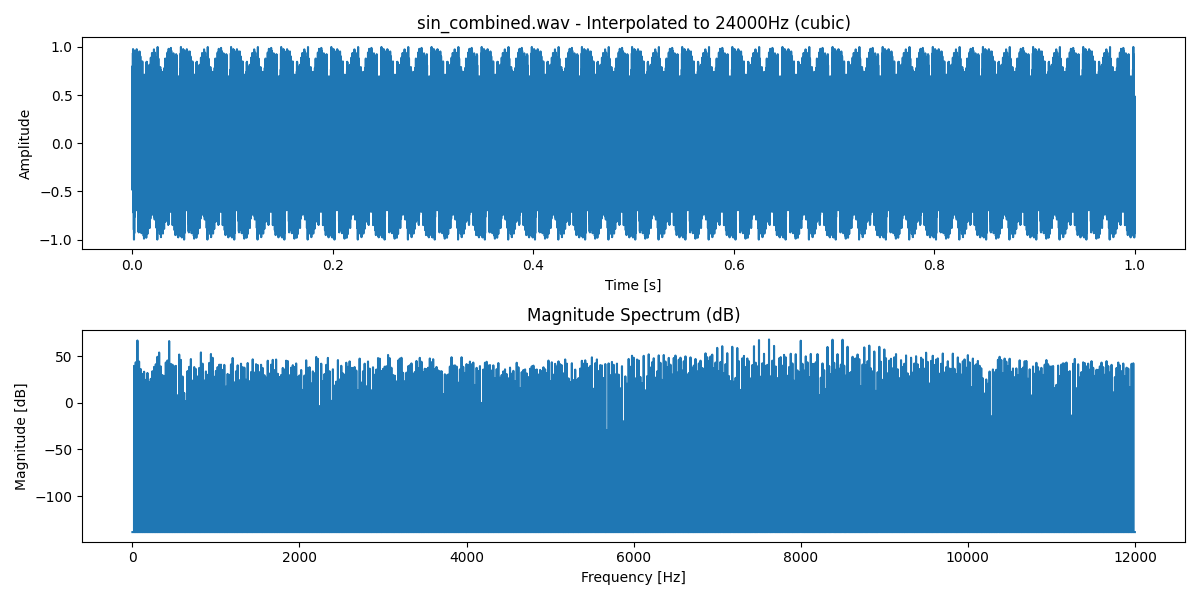 sin_combined.wav - Interpolated to 24000Hz (cubic)
1.0
0.5
0.0
−0.5
−1.0
Amplitude
0.0 0.2 0.4 0.6 0.8 1.0
Time [s]
Magnitude Spectrum (dB)
50
0
−50
−100
Magnitude [dB]
0 2000 4000 6000 8000 10000 12000
Frequency [Hz]